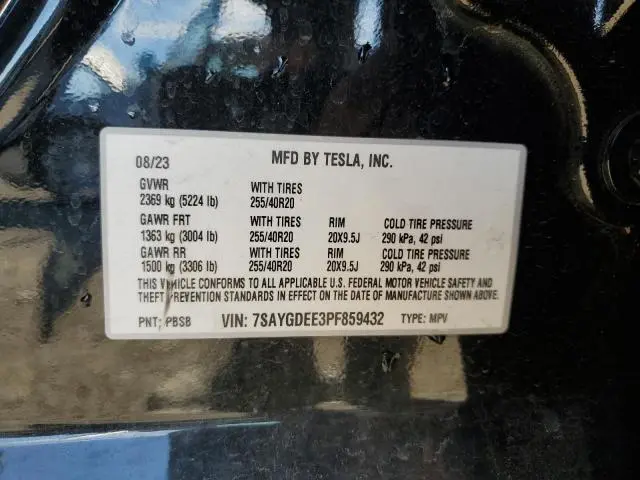 08/23 MFD BY TESLA, INC.
GVWR WITH TIRES
2369 kg (5224 lb) 255/40R20
GAWR FRT WITH TIRES RIM COLD TIRE PRESSURE
1363 kg (3004 lb) 255/40R20 20X9.5J 290 kPa, 42 psi
GAWR RR WITH TIRES RIM COLD TIRE PRESSURE
1500 kg (3306 lb) 255/40R20 20X9.5J 290 kPa, 42 psi
THIS VEHICLE CONFORMS TO ALL APPLICABLE U.S. FEDERAL MOTOR VEHICLE SAFETY AND
THEFT PREVENTION STANDARDS IN EFFECT ON THE DATE OF MANUFACTURE SHOWN ABOVE.
PNT: PBSB VIN: 7SAYGDEE3PF859432 TYPE: MPV